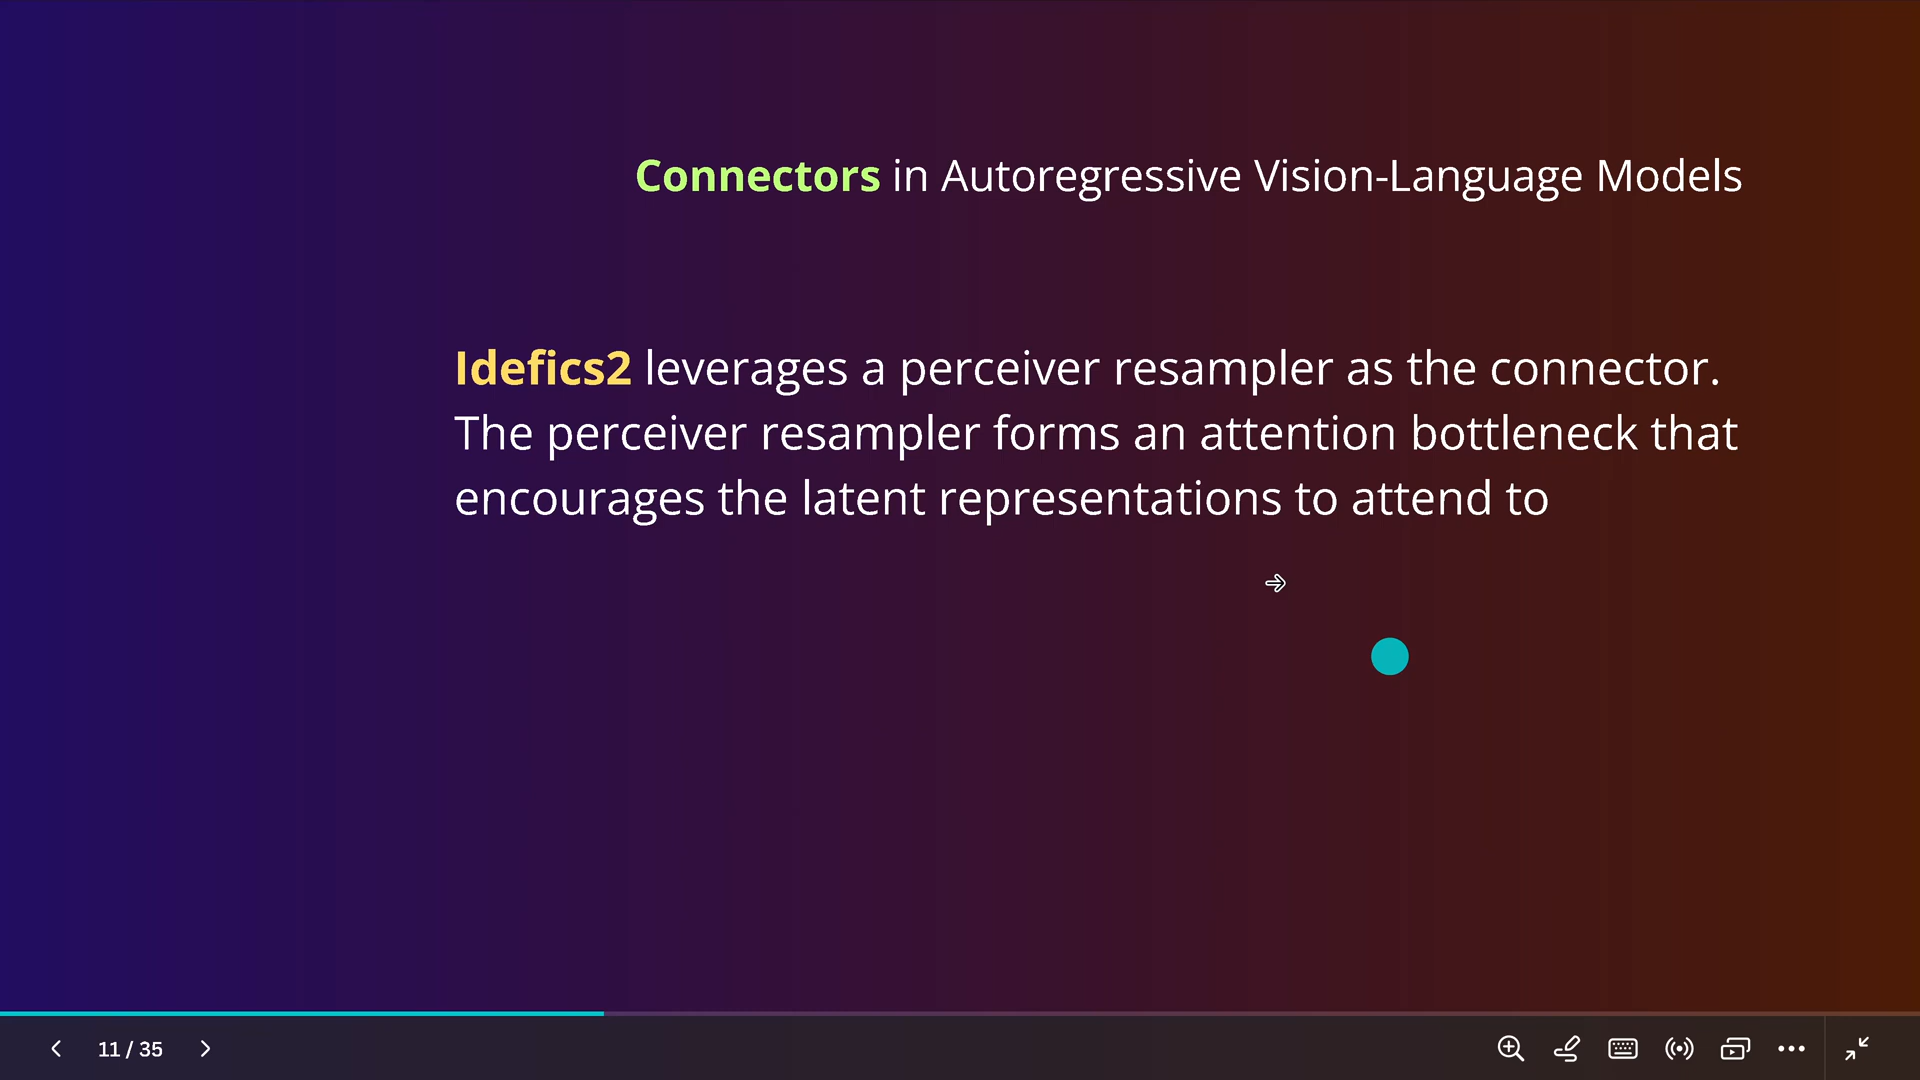 Connectors in Autoregressive Vision-Language Models
Idefics2 leverages a perceiver resampler as the connector.
The perceiver resampler forms an attention bottleneck that
encourages the latent representations to attend to
11 / 35